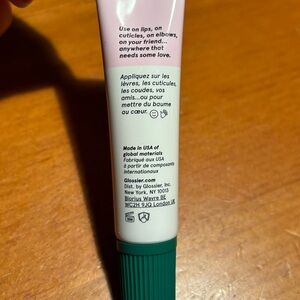 Use on lips, on
cuticles, on elbows,
on your friend...
anywhere that
needs some love.
Appliquez sur les
lèvres, les cuticules,
les coudes, vos
amis...ou pour
mettre du baume
au cœur.
Made in USA of
global materials
Fabriqué aux USA
à partir de composants
internationaux
Glossier.com
Dist. by Glossier, Inc.
New York, NY 10013
Biorius Wavre BE
WC2H 9JQ London UK